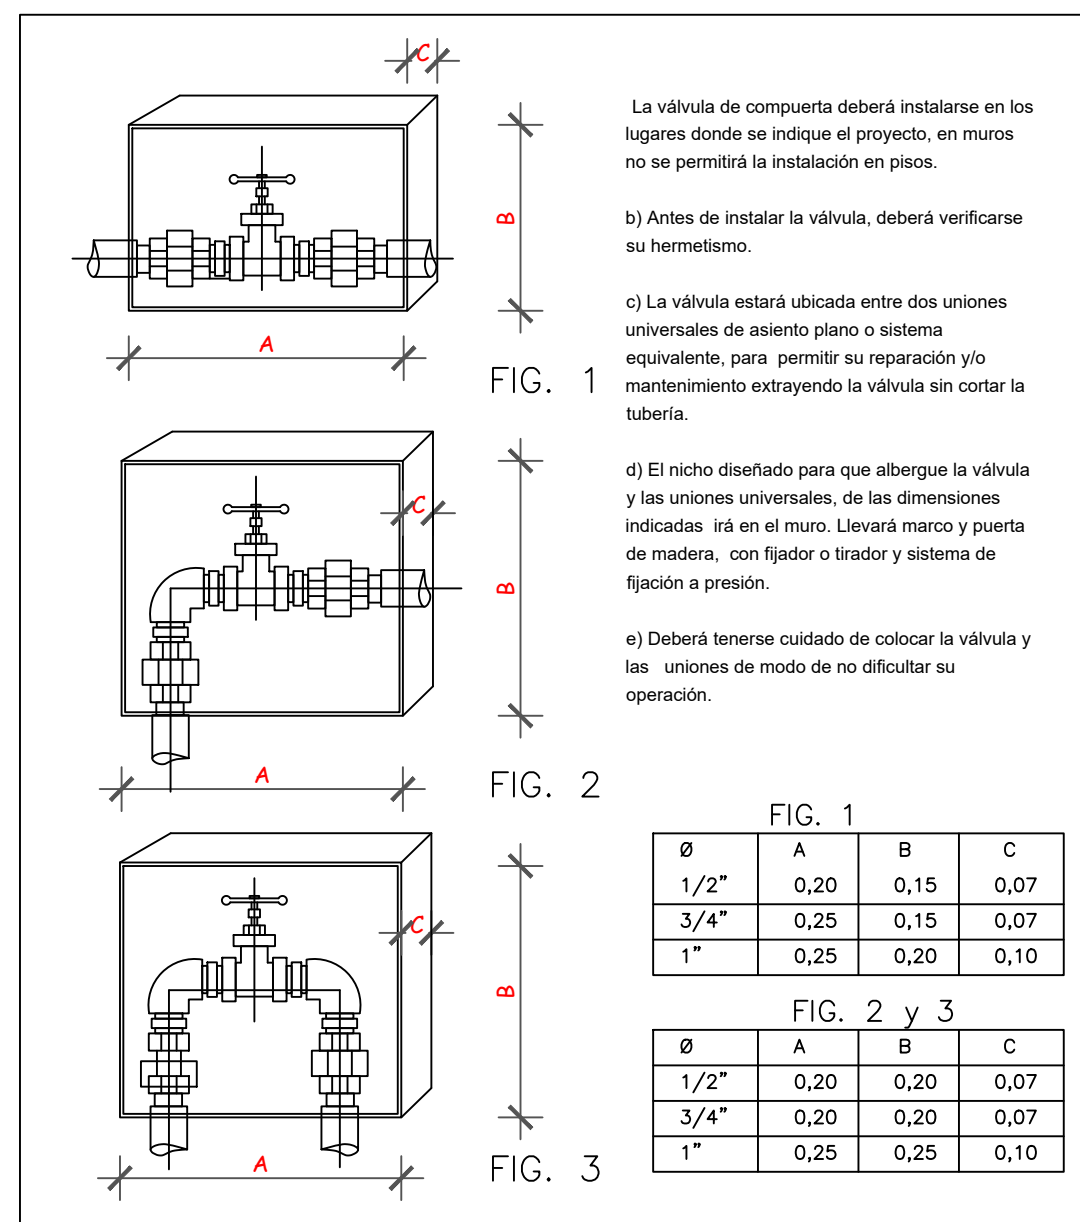 C
B
A
FIG. 1
C
B
A
FIG. 2
C
B
A
FIG. 3
La válvula de compuerta deberá instalarse en los
lugares donde se indique el proyecto, en muros
no se permitirá la instalación en pisos.
b) Antes de instalar la válvula, deberá verificarse
su hermetismo.
c) La válvula estará ubicada entre dos uniones
universales de asiento plano o sistema
equivalente, para permitir su reparación y/o
mantenimiento extrayendo la válvula sin cortar la
tubería.
d) El nicho diseñado para que albergue la válvula
y las uniones universales, de las dimensiones
indicadas irá en el muro. Llevará marco y puerta
de madera, con fijador o tirador y sistema de
fijación a presión.
e) Deberá tenerse cuidado de colocar la válvula y
las uniones de modo de no dificultar su
operación.
FIG. 1
Ø A B C
1/2" 0,20 0,15 0,07
3/4" 0,25 0,15 0,07
1" 0,25 0,20 0,10
FIG. 2 y 3
Ø A B C
1/2" 0,20 0,20 0,07
3/4" 0,20 0,20 0,07
1" 0,25 0,25 0,10